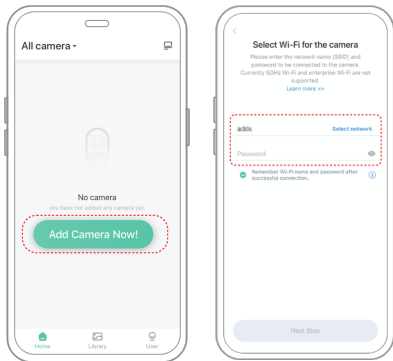 All camera
No camera
you have not added any camera yet.
Add Camera Now!
Home
Library
User
Select Wi-Fi for the camera
Please enter the network name (SSID) and
password to be connected to the camera.
Currently 5GHz Wi-Fi and enterprise Wi-Fi are not
supported.
Learn more >>
Select network
Password
Remember Wi-Fi name and password after
successful connection.
Next Step